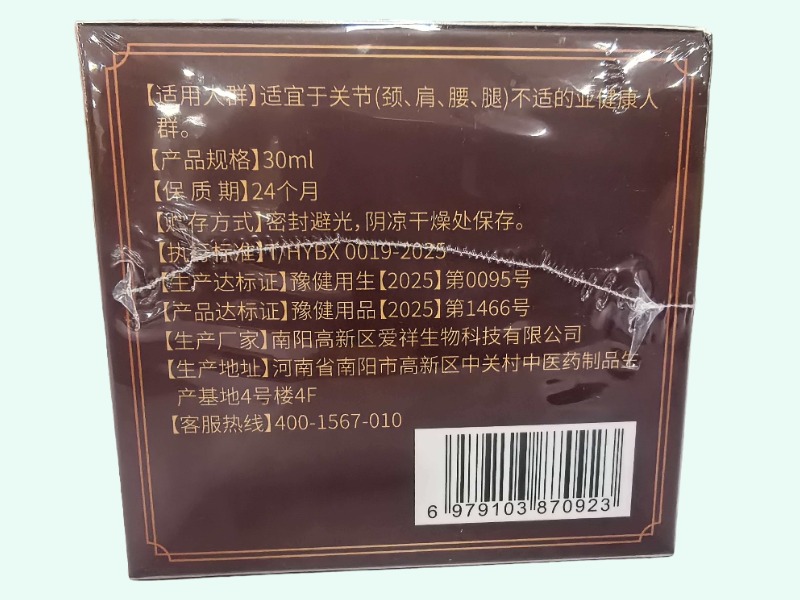 【适用人群】适宜于关节(颈、肩、腰、腿)不适的亚健康人
群。
【产品规格】30ml
【保 质 期】24个月
【贮存方式】密封避光,阴凉干燥处保存。
【执行标准】T/HYBX 0019-2025
【生产达标证】豫健用生【2025】第0095号
【产品达标证】豫健用品【2025】第1466号
【生产厂家】南阳高新区爱祥生物科技有限公司
【生产地址】河南省南阳市高新区中关村中医药制品生
产基地4号楼4F
【客服热线】400-1567-010
6 979103 870923